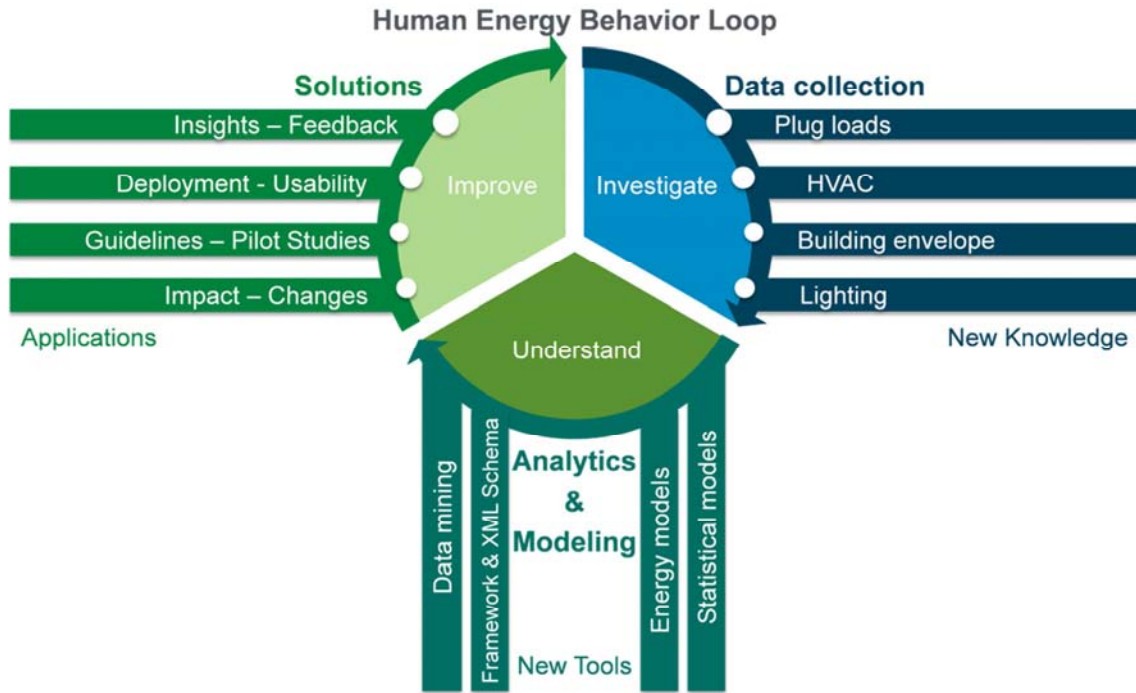 Human Energy Behavior Loop
Solutions
Insights – Feedback
Deployment - Usability
Guidelines – Pilot Studies
Impact – Changes
Applications
Improve
Investigate
Understand
Data collection
Plug loads
HVAC
Building envelope
Lighting
New Knowledge
Data mining
Framework & XML Schema
Analytics
&
Modeling
Energy models
Statistical models
New Tools